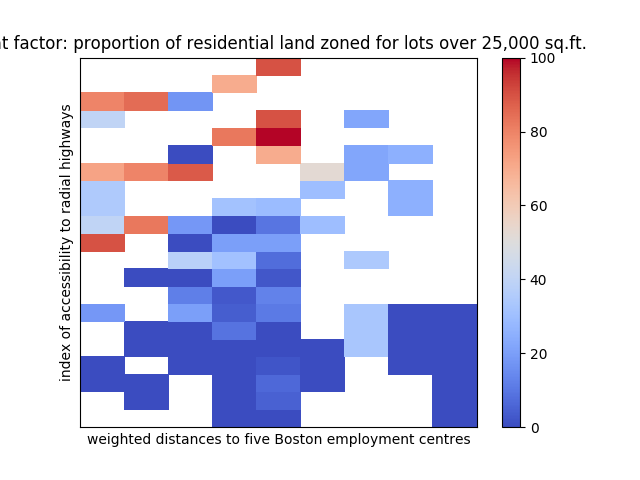 factor: proportion of residential land zoned for lots over 25,000 sq.ft.
index of accessibility to radial highways
weighted distances to five Boston employment centres
100
80
60
40
20
0